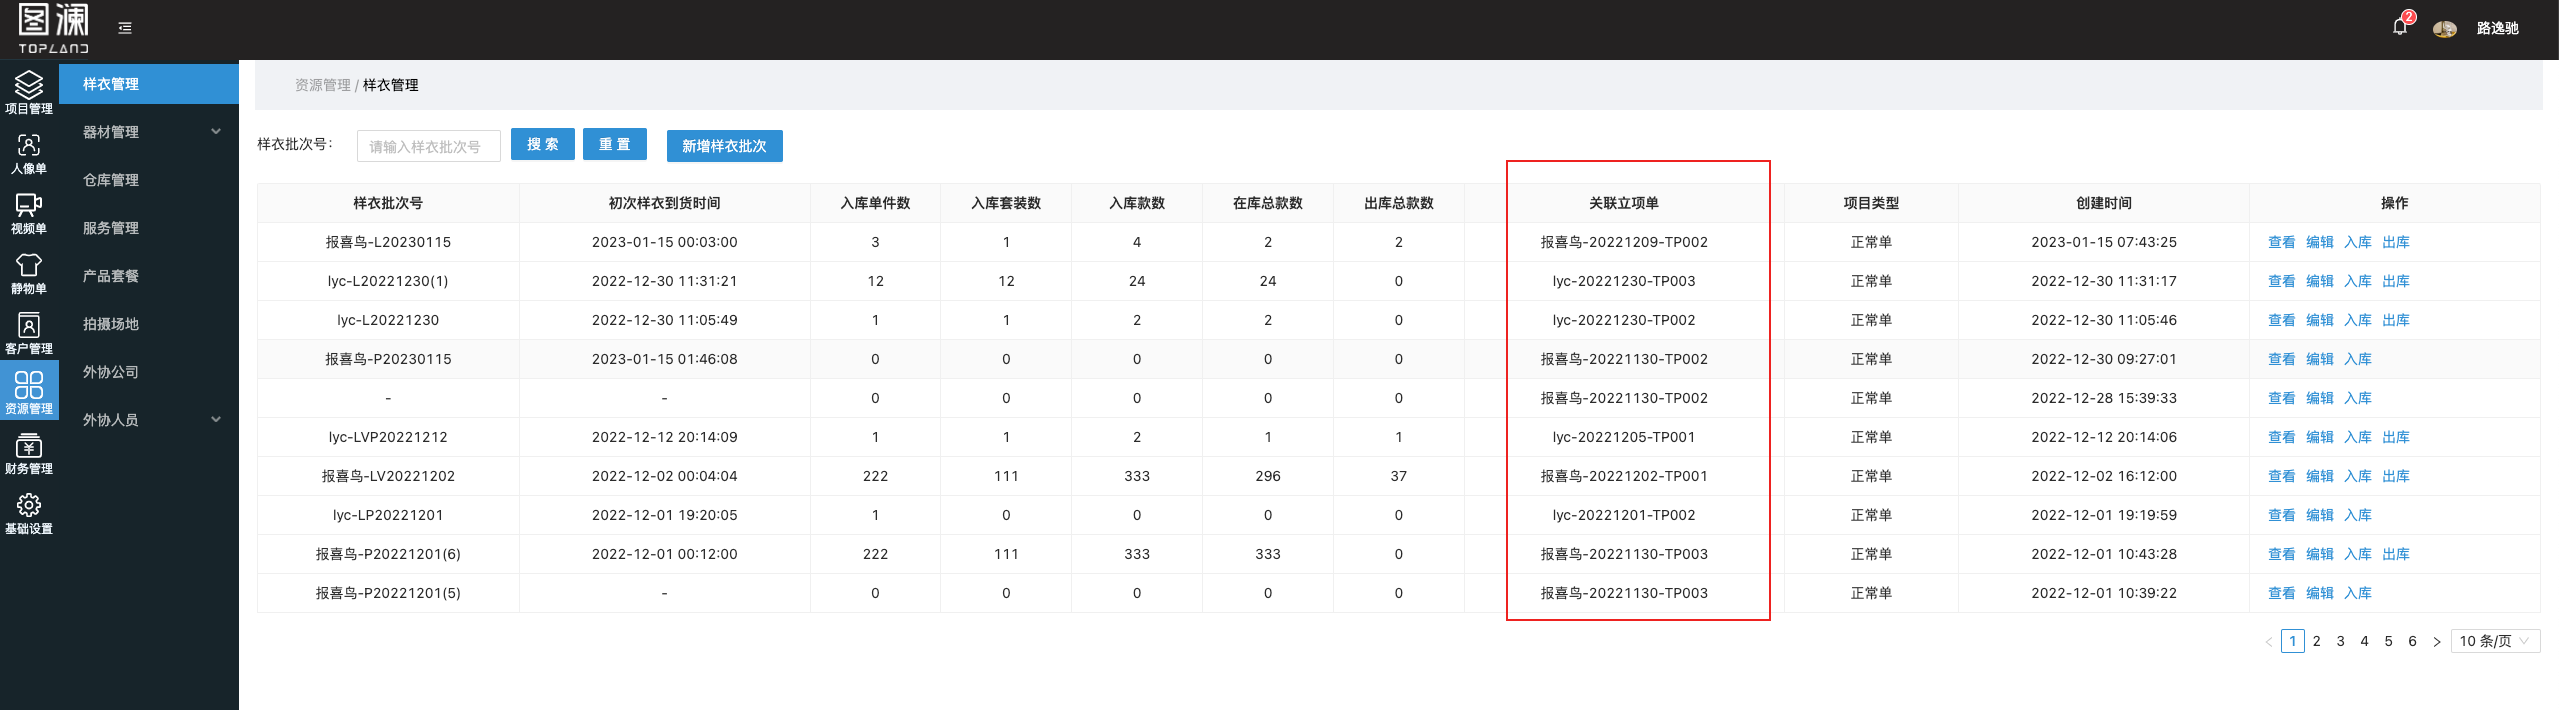 图澜
TOPLAND
2
路逸驰
项目管理
人像单
视频单
静物单
客户管理
资源管理
财务管理
基础设置
样衣管理
器材管理
仓库管理
服务管理
产品套餐
拍摄场地
外协公司
外协人员
资源管理 / 样衣管理
样衣批次号： 请输入样衣批次号 搜 索 重 置 新增样衣批次
样衣批次号 初次样衣到货时间 入库单件数 入库套装数 入库款数 在库总款数 出库总款数 关联立项单 项目类型 创建时间 操作
报喜鸟-L20230115 2023-01-15 00:03:00 3 1 4 2 2 报喜鸟-20221209-TP002 正常单 2023-01-15 07:43:25 查看 编辑 入库 出库
lyc-L20221230(1) 2022-12-30 11:31:21 12 12 24 24 0 lyc-20221230-TP003 正常单 2022-12-30 11:31:17 查看 编辑 入库 出库
lyc-L20221230 2022-12-30 11:05:49 1 1 2 2 0 lyc-20221230-TP002 正常单 2022-12-30 11:05:46 查看 编辑 入库 出库
报喜鸟-P20230115 2023-01-15 01:46:08 0 0 0 0 0 报喜鸟-20221130-TP002 正常单 2022-12-30 09:27:01 查看 编辑 入库
- - 0 0 0 0 0 报喜鸟-20221130-TP002 正常单 2022-12-28 15:39:33 查看 编辑 入库
lyc-LVP20221212 2022-12-12 20:14:09 1 1 2 1 1 lyc-20221205-TP001 正常单 2022-12-12 20:14:06 查看 编辑 入库 出库
报喜鸟-LV20221202 2022-12-02 00:04:04 222 111 333 296 37 报喜鸟-20221202-TP001 正常单 2022-12-02 16:12:00 查看 编辑 入库 出库
lyc-LP20221201 2022-12-01 19:20:05 1 0 0 0 0 lyc-20221201-TP002 正常单 2022-12-01 19:19:59 查看 编辑 入库
报喜鸟-P20221201(6) 2022-12-01 00:12:00 222 111 333 333 0 报喜鸟-20221130-TP003 正常单 2022-12-01 10:43:28 查看 编辑 入库 出库
报喜鸟-P20221201(5) - 0 0 0 0 0 报喜鸟-20221130-TP003 正常单 2022-12-01 10:39:22 查看 编辑 入库
< 1 2 3 4 5 6 > 10 条/页